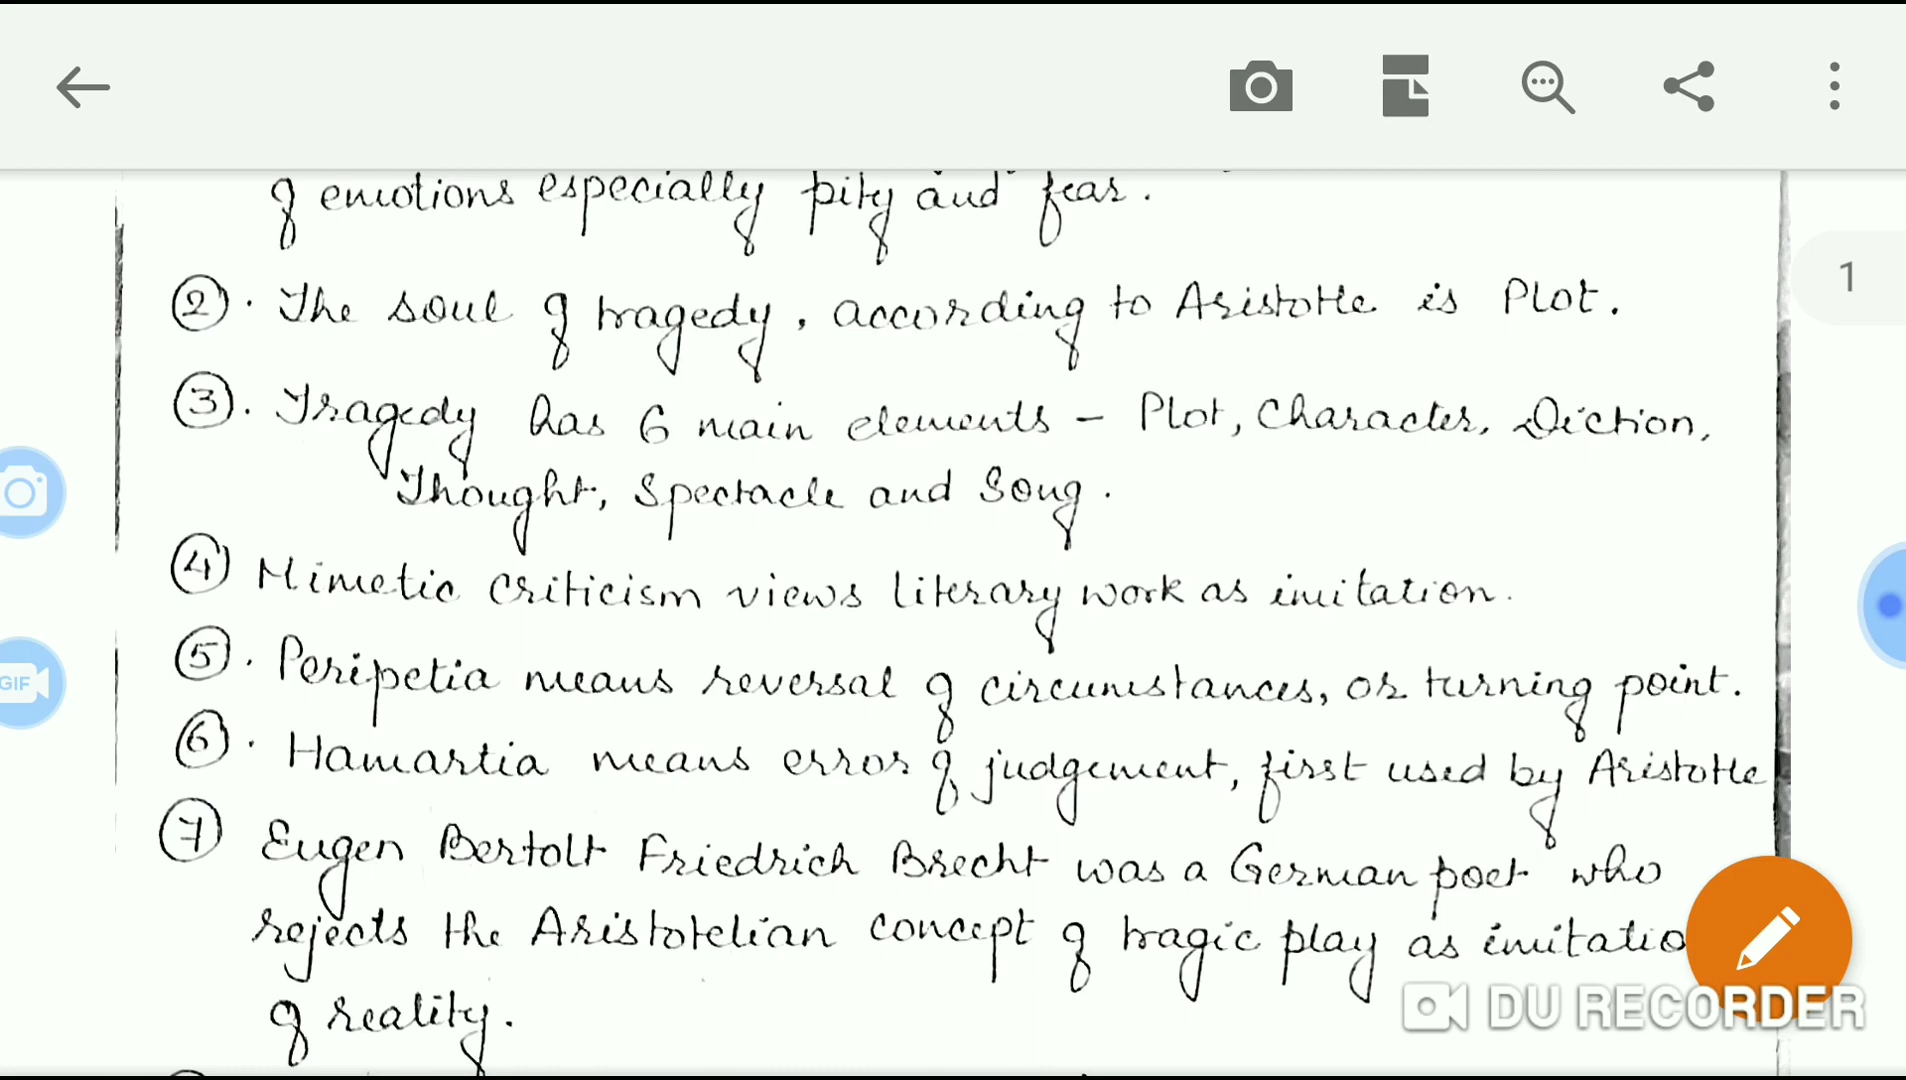 of emotions especially pity and fear.
1
② . The soul of tragedy, according to Aristotle is Plot.
③ . Tragedy has 6 main elements – Plot, Character, Diction,
Thought, Spectacle and Song.
④ Mimetic criticism views literary work as imitation.
⑤ . Peripetia means reversal of circumstances, or turning point.
GIF
⑥ . Hamartia means error of judgement, first used by Aristotle
⑦ Eugen Bertolt Friedrich Brecht was a German poet who
rejects the Aristotelian concept of tragic play as imitatio
of reality.
DU RECORDER